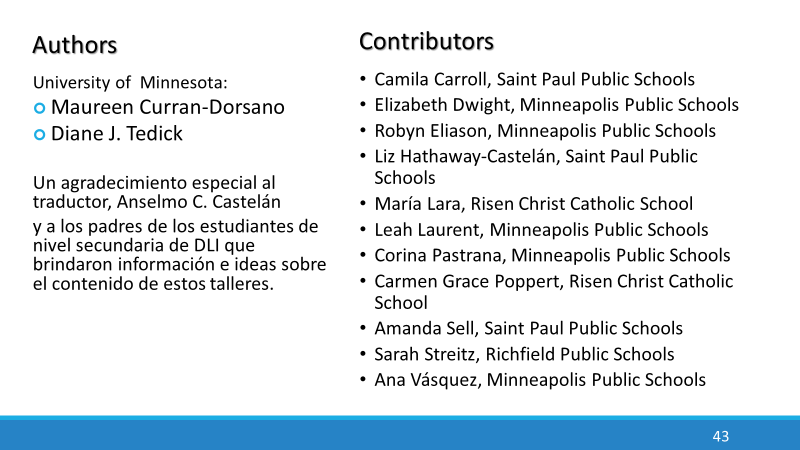 Authors
University of Minnesota:
Maureen Curran-Dorsano
Diane J. Tedick
Un agradecimiento especial al
traductor, Anselmo C. Castelán
y a los padres de los estudiantes de
nivel secundaria de DLI que
brindaron información e ideas sobre
el contenido de estos talleres.
Contributors
• Camila Carroll, Saint Paul Public Schools
• Elizabeth Dwight, Minneapolis Public Schools
• Robyn Eliason, Minneapolis Public Schools
• Liz Hathaway-Castelán, Saint Paul Public
Schools
• María Lara, Risen Christ Catholic School
• Leah Laurent, Minneapolis Public Schools
• Corina Pastrana, Minneapolis Public Schools
• Carmen Grace Poppert, Risen Christ Catholic
School
• Amanda Sell, Saint Paul Public Schools
• Sarah Streitz, Richfield Public Schools
• Ana Vásquez, Minneapolis Public Schools
43